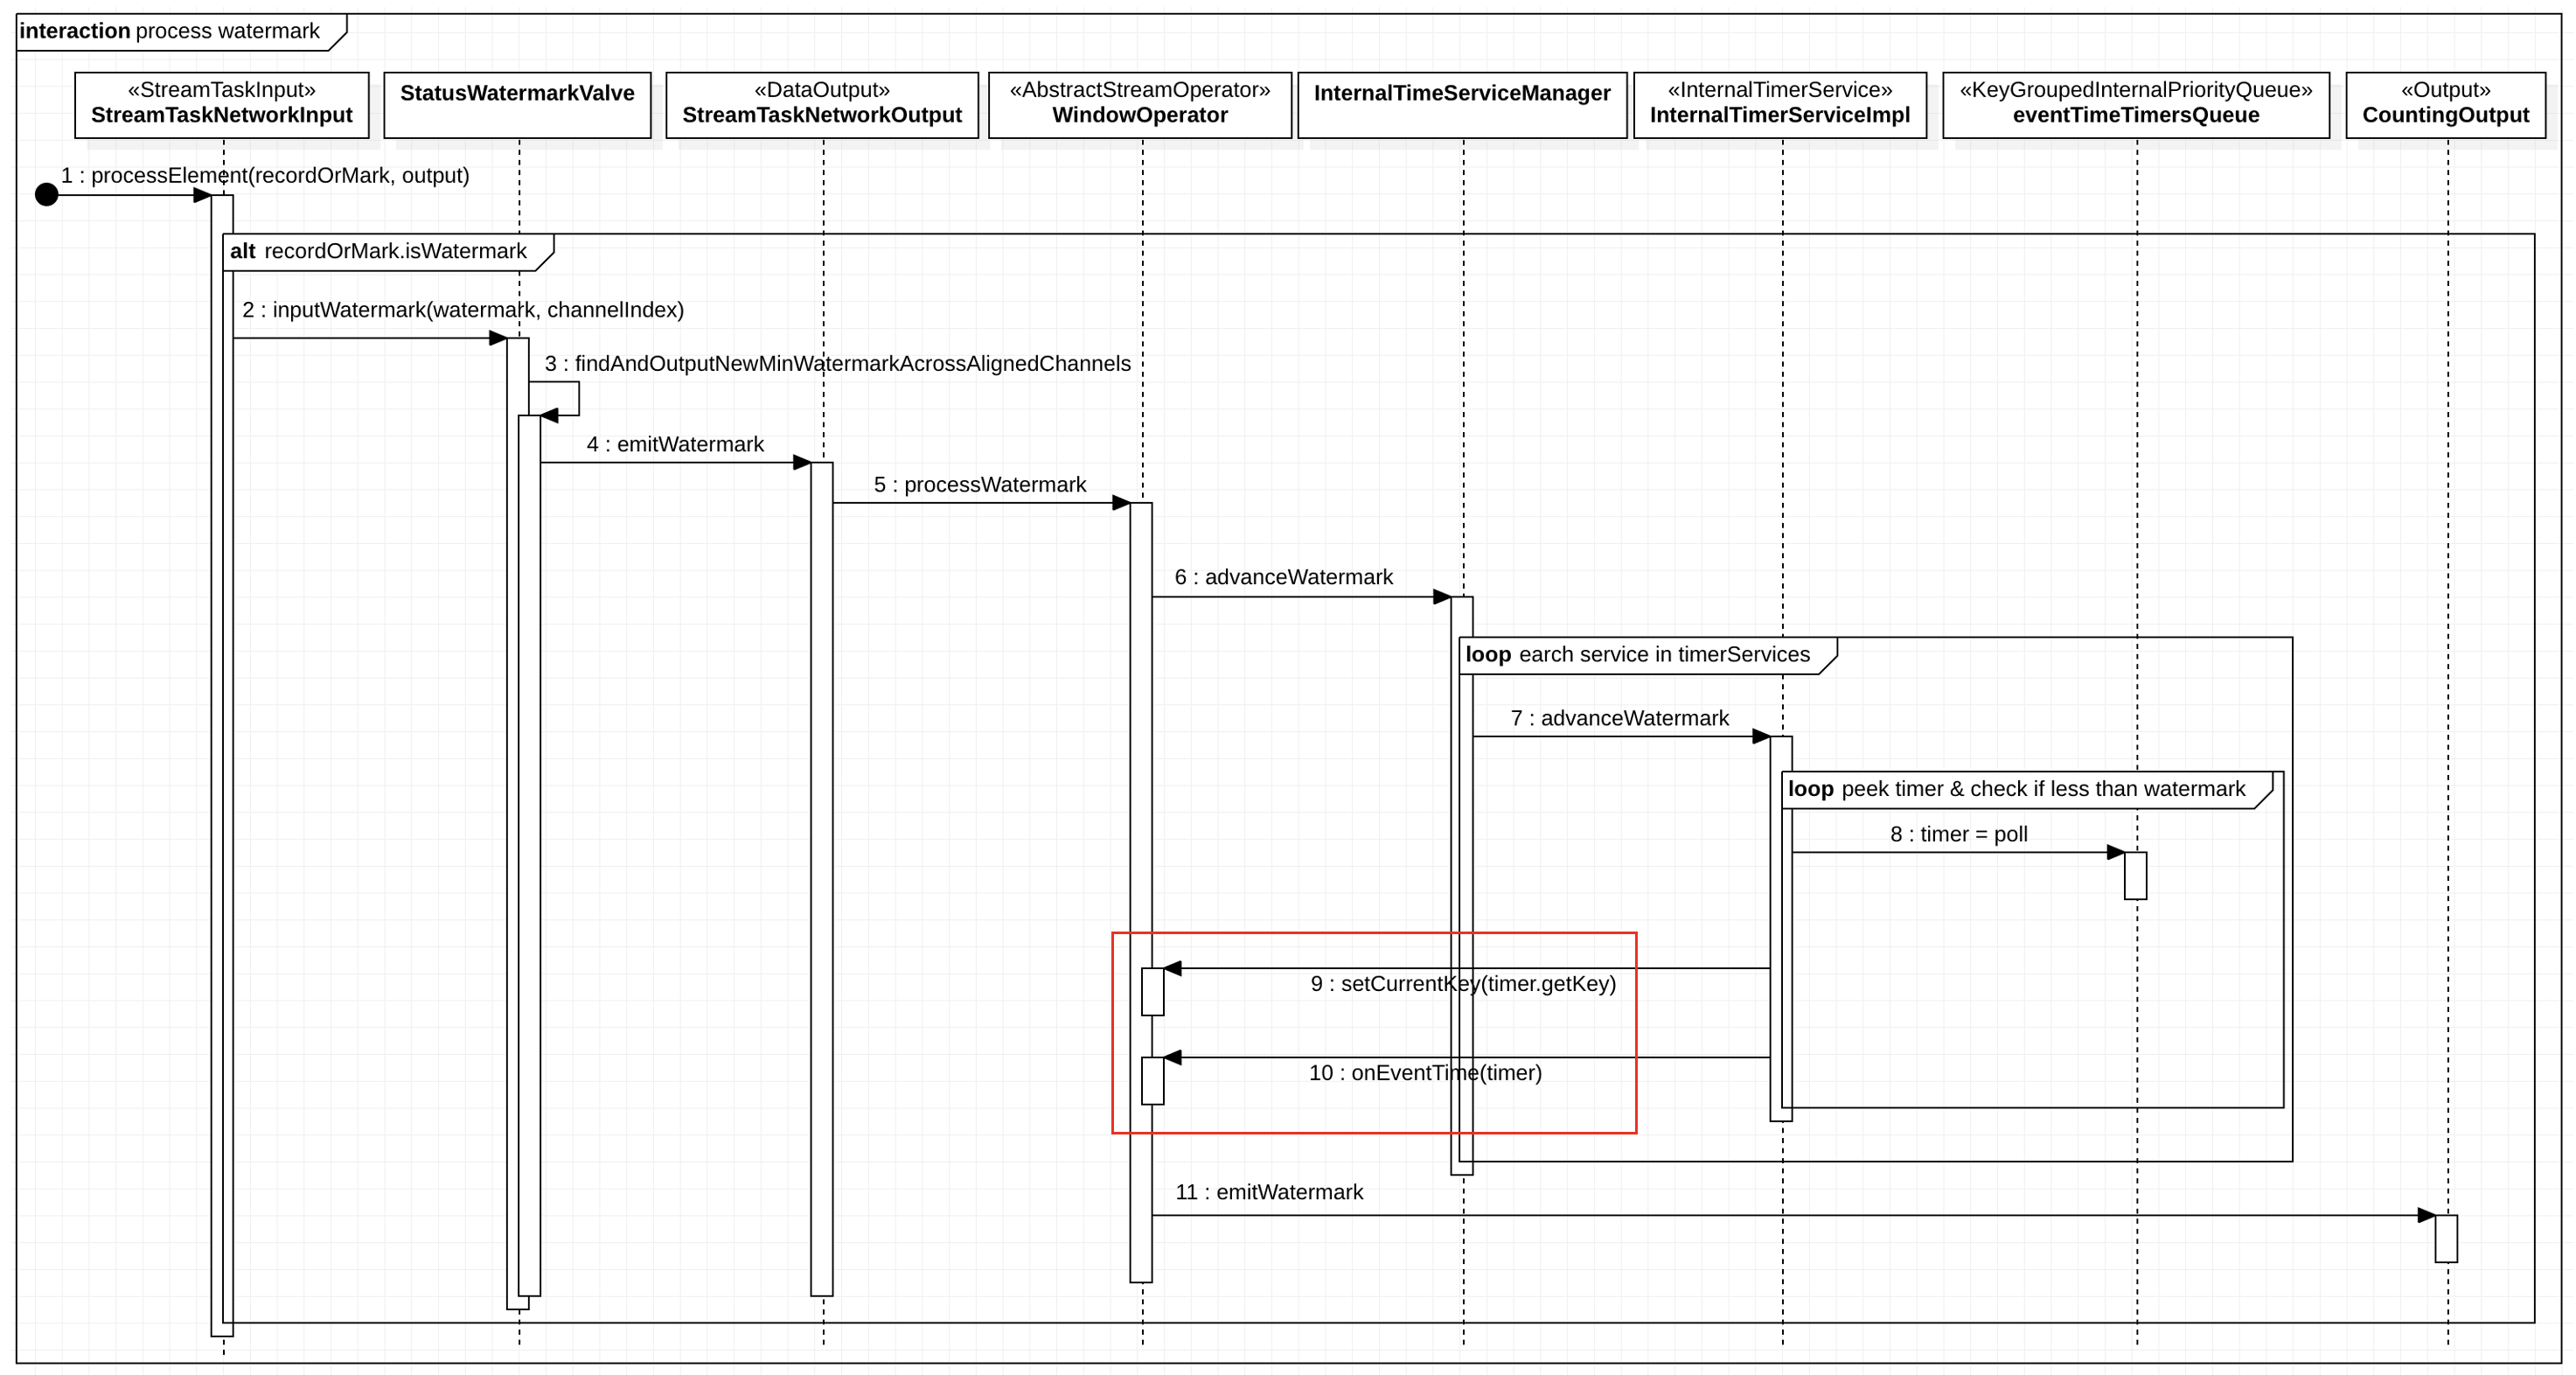 interaction process watermark
«StreamTaskInput»
StreamTaskNetworkInput
StatusWatermarkValve
«DataOutput»
StreamTaskNetworkOutput
«AbstractStreamOperator»
WindowOperator
InternalTimeServiceManager
«InternalTimerService»
InternalTimerServiceImpl
«KeyGroupedInternalPriorityQueue»
eventTimeTimersQueue
«Output»
CountingOutput
1 : processElement(recordOrMark, output)
alt recordOrMark.isWatermark
2 : inputWatermark(watermark, channelIndex)
3 : findAndOutputNewMinWatermarkAcrossAlignedChannels
4 : emitWatermark
5 : processWatermark
6 : advanceWatermark
loop earch service in timerServices
7 : advanceWatermark
loop peek timer & check if less than watermark
8 : timer = poll
9 : setCurrentKey(timer.getKey)
10 : onEventTime(timer)
11 : emitWatermark